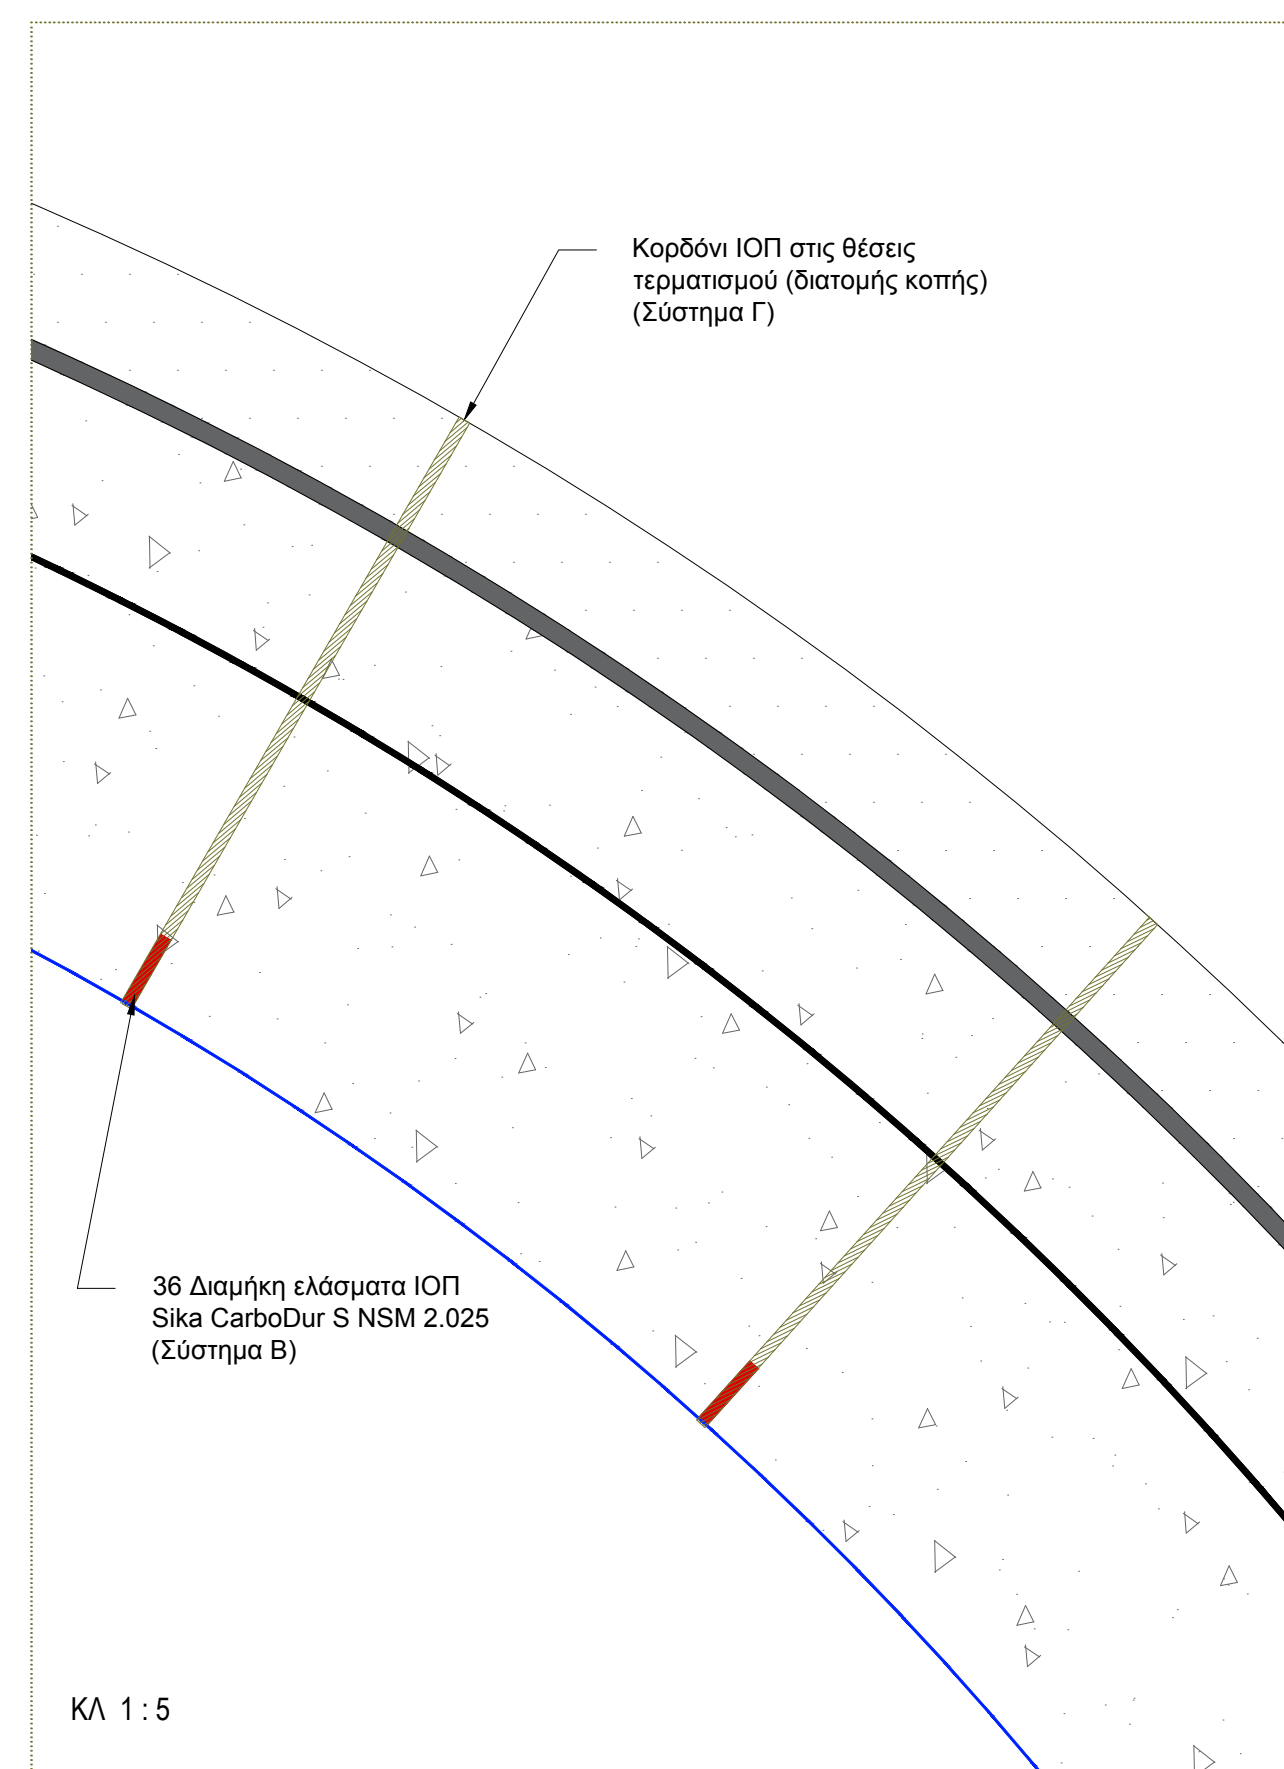 Κορδόνι ΙΟΠ στις θέσεις
τερματισμού (διατομής κοπής)
(Σύστημα Γ)
36 Διαμήκη ελάσματα ΙΟΠ
Sika CarboDur S NSM 2.025
(Σύστημα Β)
ΚΛ 1 : 5